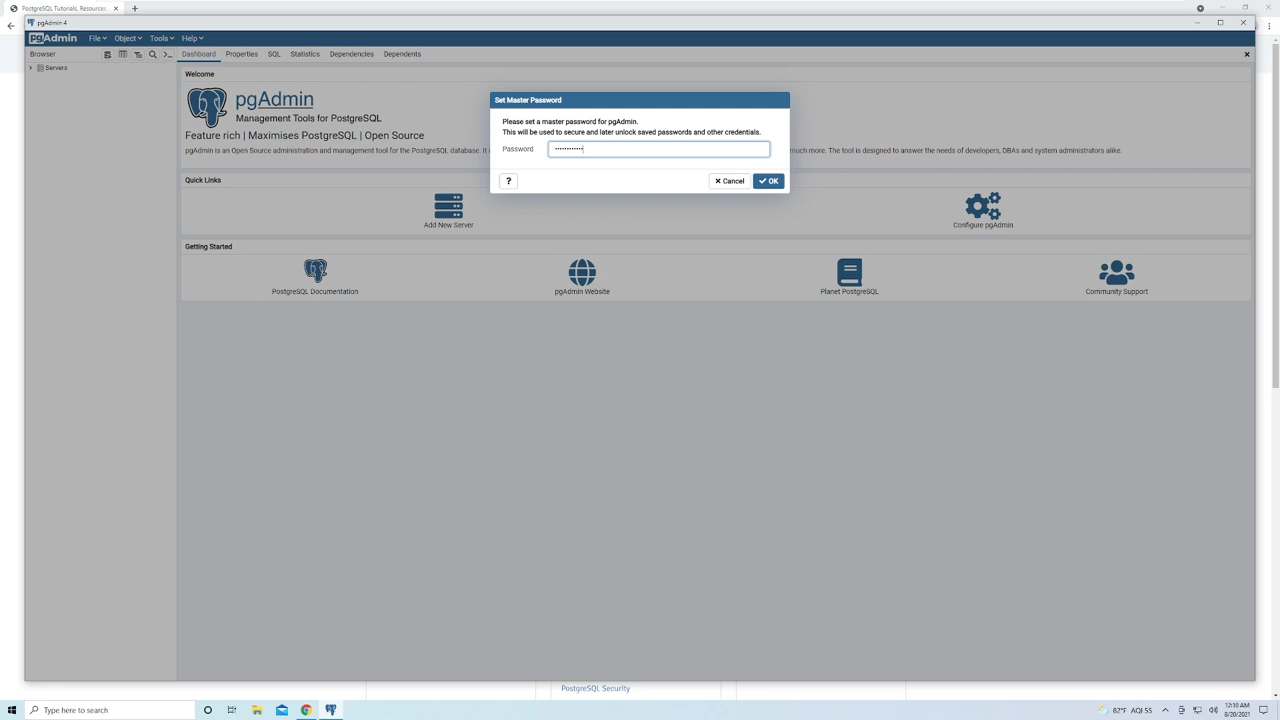 PostgreSQL Tutorials, Resources
pgAdmin 4
pgAdmin
File
Object
Tools
Help
Browser
Dashboard
Properties
SQL
Statistics
Dependencies
Dependents
Servers
Welcome
pgAdmin
Management Tools for PostgreSQL
Feature rich | Maximises PostgreSQL | Open Source
pgAdmin is an Open Source administration and management tool for the PostgreSQL database. It
much more. The tool is designed to answer the needs of developers, DBAs and system administrators alike.
Set Master Password
Please set a master password for pgAdmin.
This will be used to secure and later unlock saved passwords and other credentials.
Password
?
Cancel
OK
Quick Links
Add New Server
Configure pgAdmin
Getting Started
PostgreSQL Documentation
pgAdmin Website
Planet PostgreSQL
Community Support
PostgreSQL Security
Type here to search
82°F AQI 55
12:10 AM
8/20/2021